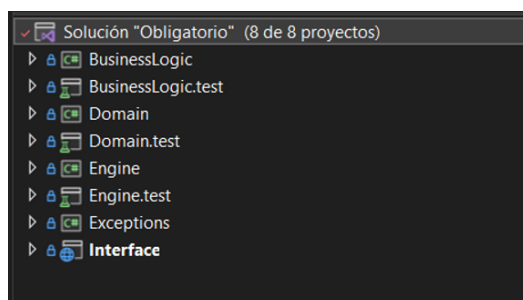 Solución "Obligatorio" (8 de 8 proyectos)
C# BusinessLogic
BusinessLogic.test
C# Domain
Domain.test
C# Engine
Engine.test
C# Exceptions
Interface